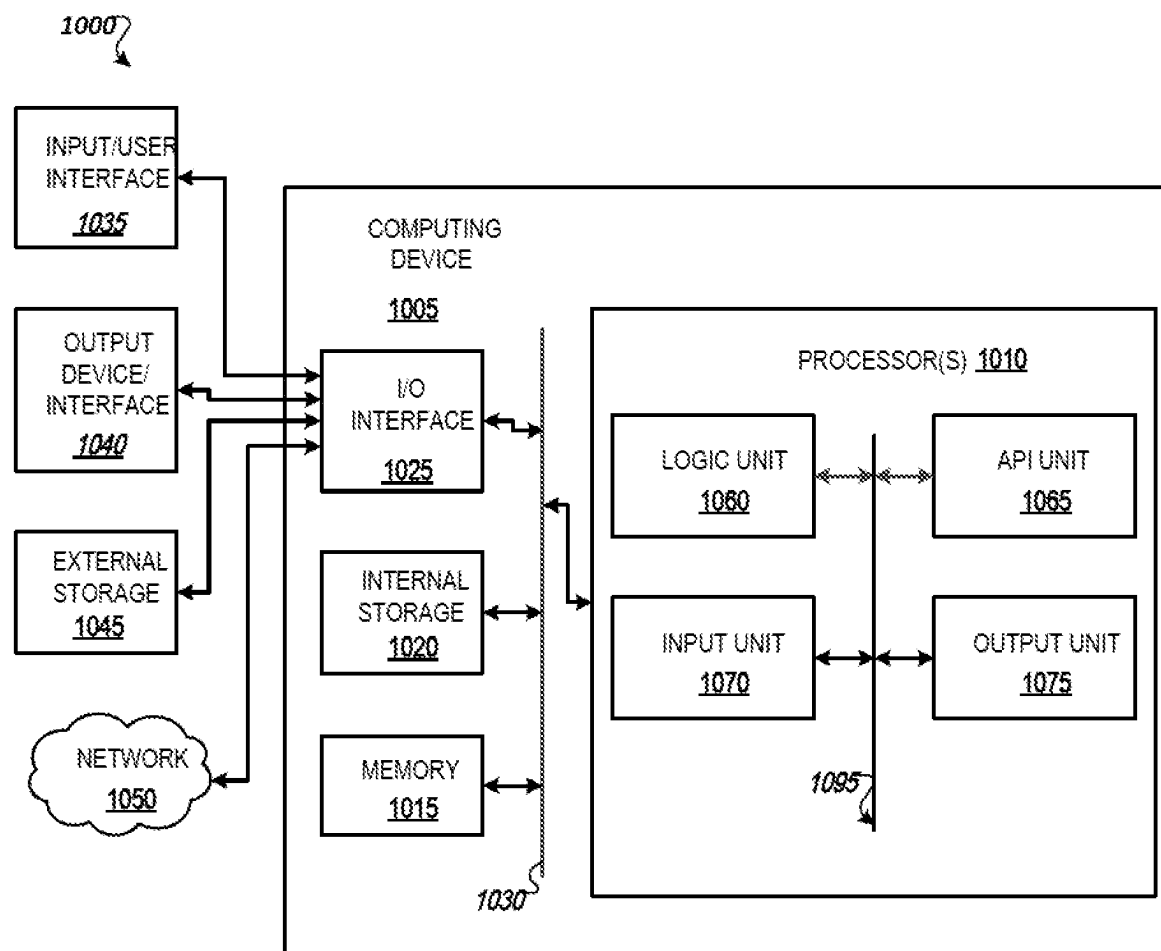 1000
INPUT/USER
INTERFACE
1035
OUTPUT
DEVICE/
INTERFACE
1040
EXTERNAL
STORAGE
1045
NETWORK
1050
COMPUTING
DEVICE
1005
I/O
INTERFACE
1025
INTERNAL
STORAGE
1020
MEMORY
1015
1030
PROCESSOR(S) 1010
LOGIC UNIT
1060
API UNIT
1065
INPUT UNIT
1070
OUTPUT UNIT
1075
1095